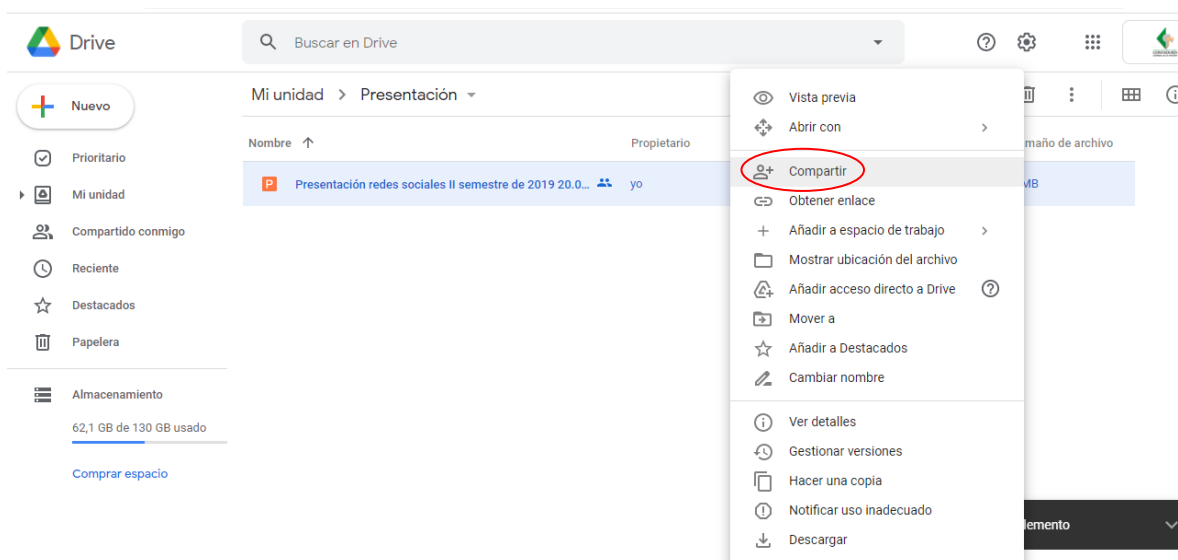 Drive
Buscar en Drive
Nuevo
Prioritario
Mi unidad
Compartido conmigo
Reciente
Destacados
Papelera
Almacenamiento
62,1 GB de 130 GB usado
Comprar espacio
Mi unidad > Presentación
Nombre ↑ Propietario maño de archivo
P Presentación redes sociales II semestre de 2019 20.0... yo MB
Vista previa
Abrir con >
Compartir
Obtener enlace
Añadir a espacio de trabajo >
Mostrar ubicación del archivo
Añadir acceso directo a Drive ?
Mover a
Añadir a Destacados
Cambiar nombre
Ver detalles
Gestionar versiones
Hacer una copia
Notificar uso inadecuado
Descargar
lemento